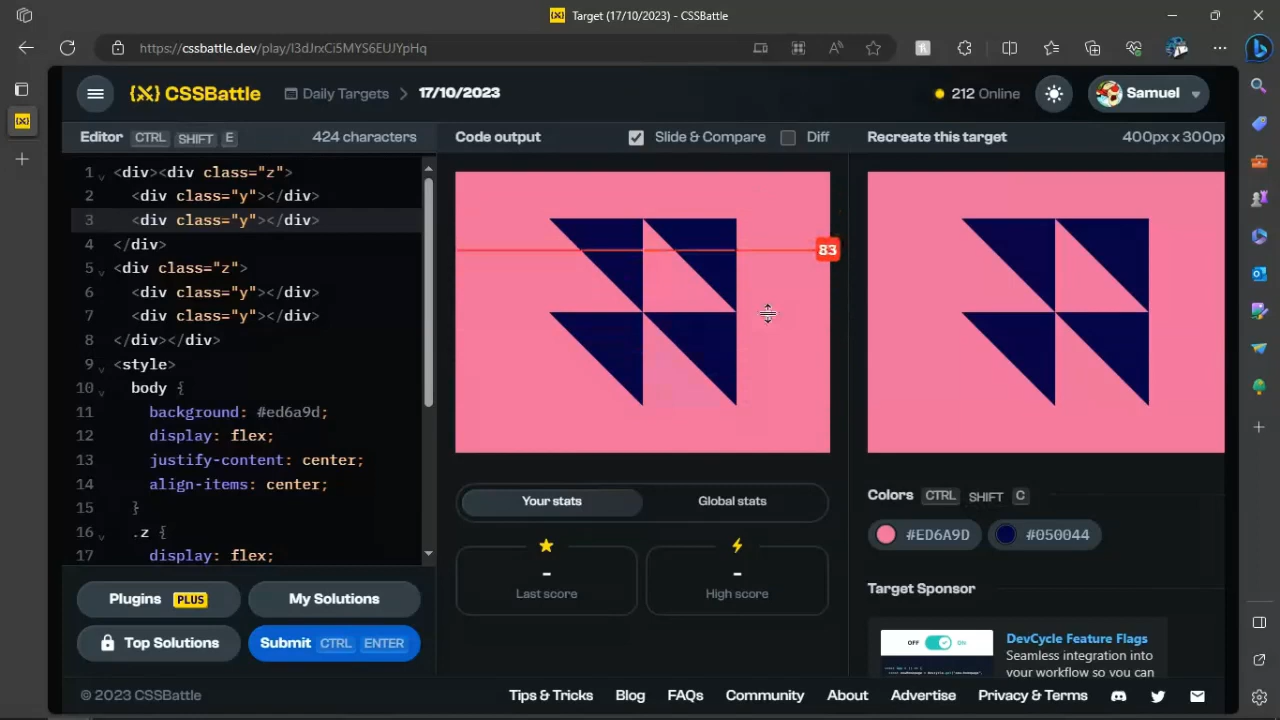 Target (17/10/2023) - CSSBattle
https://cssbattle.dev/play/I3dJrxCi5MYS6EUJYpHq
{X} CSSBattle
Daily Targets > 17/10/2023
212 Online
Samuel
Editor CTRL SHIFT E 424 characters
Code output Slide & Compare Diff
Recreate this target 400px x 300px
1 <div><div class="z">
2 <div class="y"></div>
3 <div class="y"></div>
4 </div>
5 <div class="z">
6 <div class="y"></div>
7 <div class="y"></div>
8 </div></div>
9 <style>
10 body {
11 background: #ed6a9d;
12 display: flex;
13 justify-content: center;
14 align-items: center;
15 }
16 .z {
17 display: flex;
83
Your stats Global stats
-
Last score
-
High score
Colors CTRL SHIFT C
#ED6A9D #050044
Target Sponsor
OFF ON
DevCycle Feature Flags
Seamless integration into
your workflow so you can
Plugins PLUS
My Solutions
Top Solutions
Submit CTRL ENTER
© 2023 CSSBattle
Tips & Tricks Blog FAQs Community About Advertise Privacy & Terms